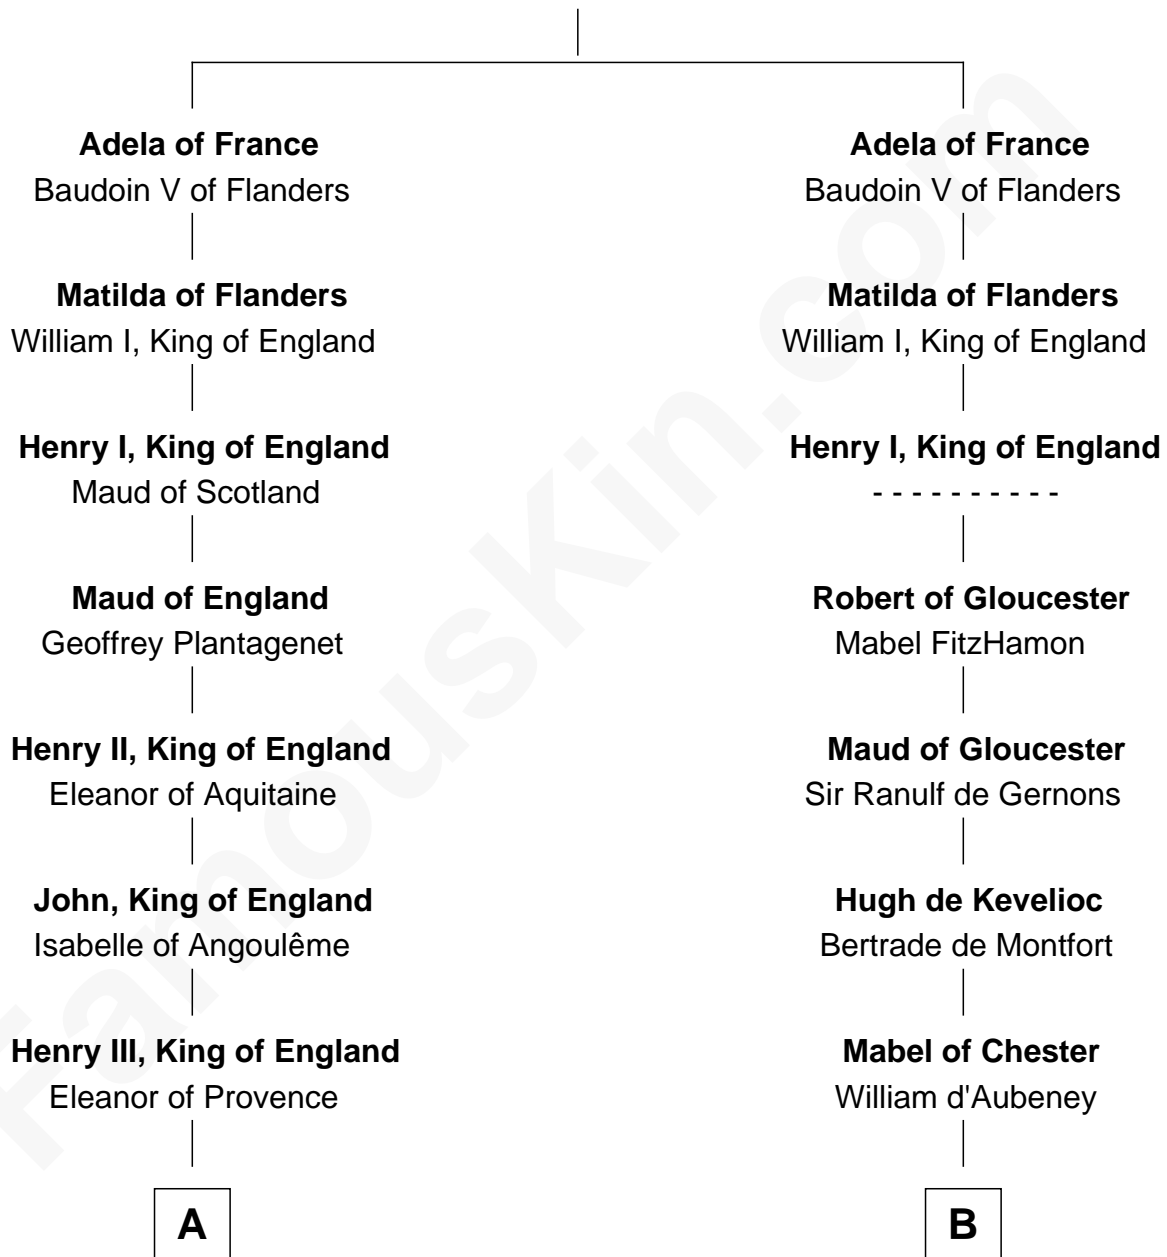 Adela of France
Baudoin V of Flanders
Matilda of Flanders
William I, King of England
Henry I, King of England
Maud of Scotland
Maud of England
Geoffrey Plantagenet
Henry II, King of England
Eleanor of Aquitaine
John, King of England
Isabelle of Angoulême
Henry III, King of England
Eleanor of Provence
A
Adela of France
Baudoin V of Flanders
Matilda of Flanders
William I, King of England
Henry I, King of England
- - - - - - - - - -
Robert of Gloucester
Mabel FitzHamon
Maud of Gloucester
Sir Ranulf de Gernons
Hugh de Kevelioc
Bertrade de Montfort
Mabel of Chester
William d'Aubeney
B
FamousKin.com